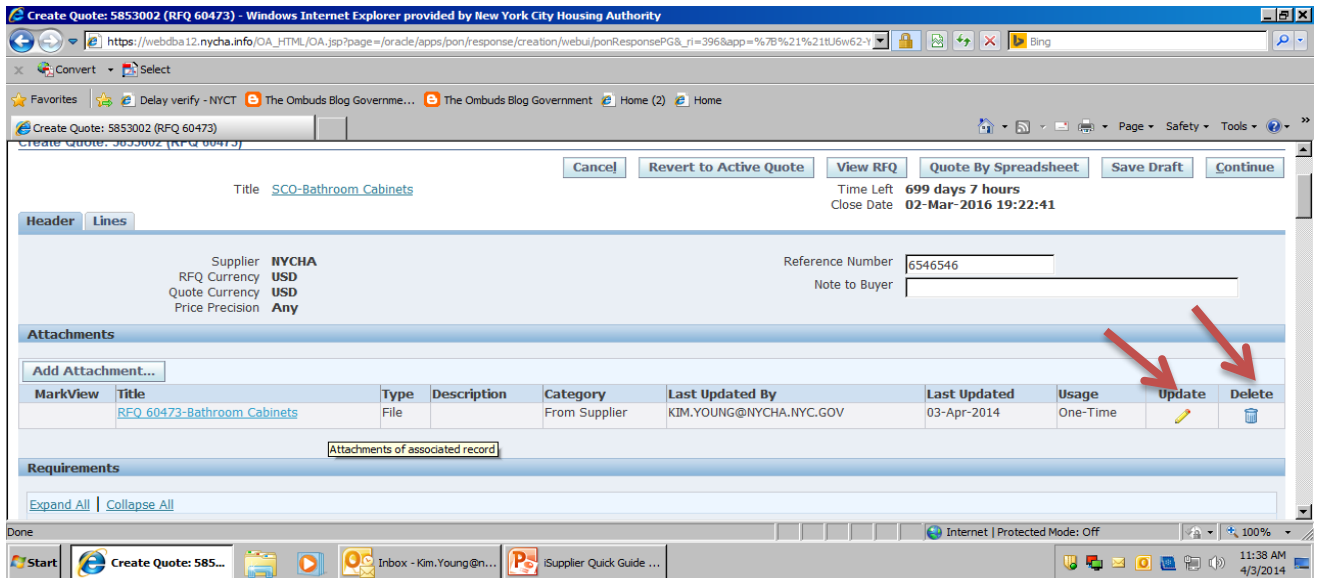 Create Quote: 5853002 (RFQ 60473) - Windows Internet Explorer provided by New York City Housing Authority
https://webdba12.nycha.info/OA_HTML/OA.jsp?page=/oracle/apps/pon/response/creation/webui/ponResponsePG&_ri=396&app=%7B%21%21tU6w62-Y Bing
x Convert Select
Favorites Delay verify - NYCT The Ombuds Blog Governme... The Ombuds Blog Government Home (2) Home
Create Quote: 5853002 (RFQ 60473) Page Safety Tools »
Create Quote: 5853002 (RFQ 60473)
Cancel Revert to Active Quote View RFQ Quote By Spreadsheet Save Draft Continue
Title SCO-Bathroom Cabinets Time Left 699 days 7 hours
Close Date 02-Mar-2016 19:22:41
Header Lines
Supplier NYCHA Reference Number 6546546
RFQ Currency USD
Note to Buyer
Quote Currency USD
Price Precision Any
Attachments
Add Attachment...
MarkView Title Type Description Category Last Updated By Last Updated Usage Update Delete
RFQ 60473-Bathroom Cabinets File From Supplier KIM.YOUNG@NYCHA.NYC.GOV 03-Apr-2014 One-Time
Attachments of associated record
Requirements
Expand All | Collapse All
Done Internet | Protected Mode: Off 100%
Start Create Quote: 585... Inbox - Kim.Young@n... iSupplier Quick Guide ... 11:38 AM
4/3/2014